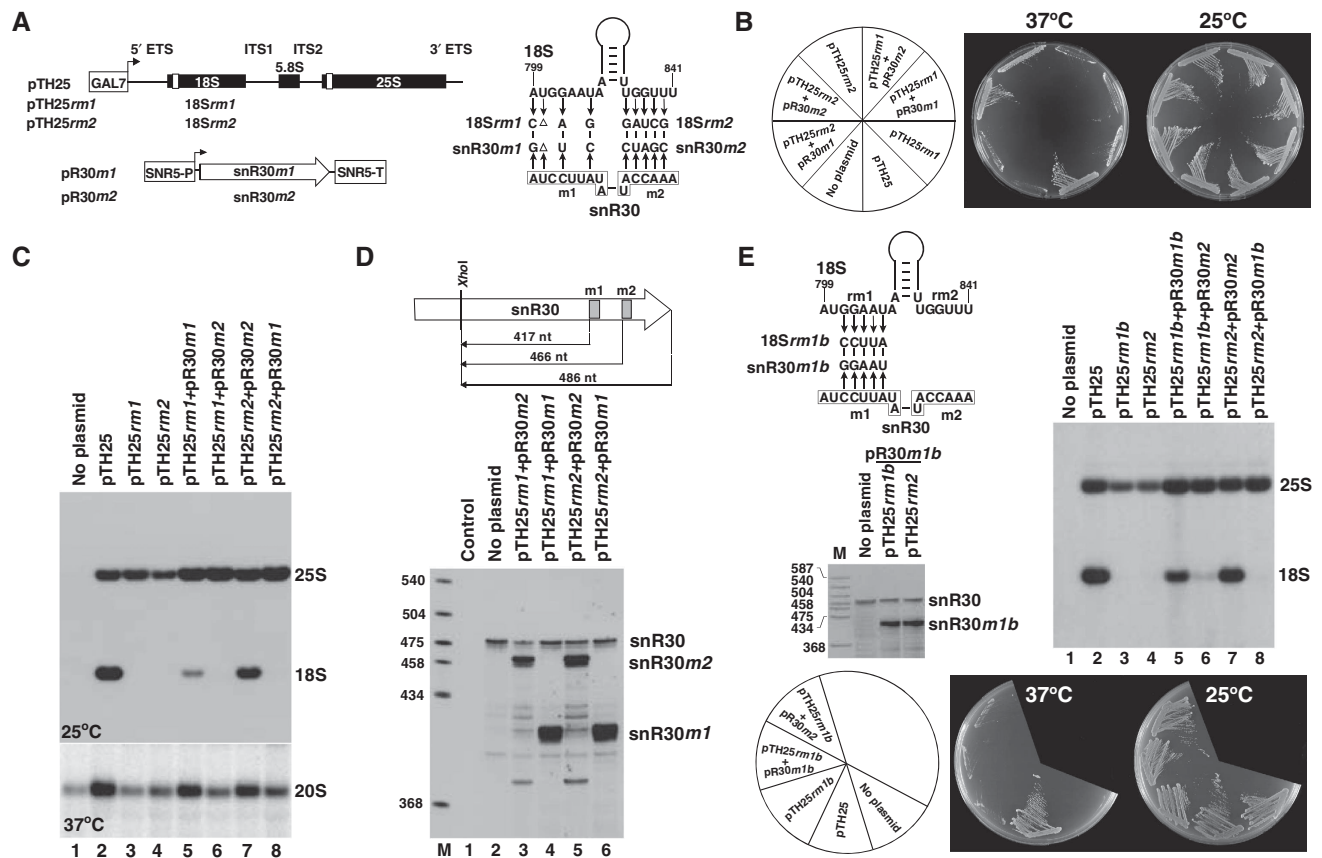 A
5′ ETS
ITS1
ITS2
3′ ETS
pTH25
GAL7
18S
5.8S
25S
pTH25rm1
18Srm1
pTH25rm2
18Srm2
pR30m1
SNR5-P
snR30m1
SNR5-T
pR30m2
snR30m2
18S
799
841
A U
AUGGAAUA
UGGUUU
18Srm1
C △ A G
GAUCG
18Srm2
snR30m1
G △ U C
CUAGC
snR30m2
AUCCUUAU
ACCAAA
m1
A–U
m2
snR30
B
37ºC
25ºC
pTH25rm2
pTH25rm1
+
pR30m2
pTH25rm2
+
pR30m2
pTH25rm1
+
pR30m1
pTH25rm2
+
pR30m1
pTH25rm1
No plasmid
pTH25
C
No plasmid
pTH25
pTH25rm1
pTH25rm2
pTH25rm1+pR30m1
pTH25rm1+pR30m2
pTH25rm2+pR30m2
pTH25rm2+pR30m1
25S
18S
25ºC
20S
37ºC
1 2 3 4 5 6 7 8
D
XhoI
snR30
m1
m2
417 nt
466 nt
486 nt
Control
No plasmid
pTH25rm1+pR30m2
pTH25rm1+pR30m1
pTH25rm2+pR30m2
pTH25rm2+pR30m1
540
504
475
458
434
368
snR30
snR30m2
snR30m1
M 1 2 3 4 5 6
E
18S
799
841
rm1
rm2
A U
AUGGAAUA
UGGUUU
18Srm1b
CCUUA
snR30m1b
GGAAU
AUCCUUAU
ACCAAA
m1
A–U
m2
snR30
pR30m1b
No plasmid
pTH25rm1b
pTH25rm2
M
587
540
504
458
475
434
368
snR30
snR30m1b
No plasmid
pTH25
pTH25rm1b
pTH25rm2
pTH25rm1b+pR30m1b
pTH25rm1b+pR30m2
pTH25rm2+pR30m2
pTH25rm2+pR30m1b
25S
18S
1 2 3 4 5 6 7 8
pTH25rm1b
+
pR30m2
pTH25rm1b
+
pR30m1b
pTH25rm1b
pTH25
No plasmid
37ºC
25ºC